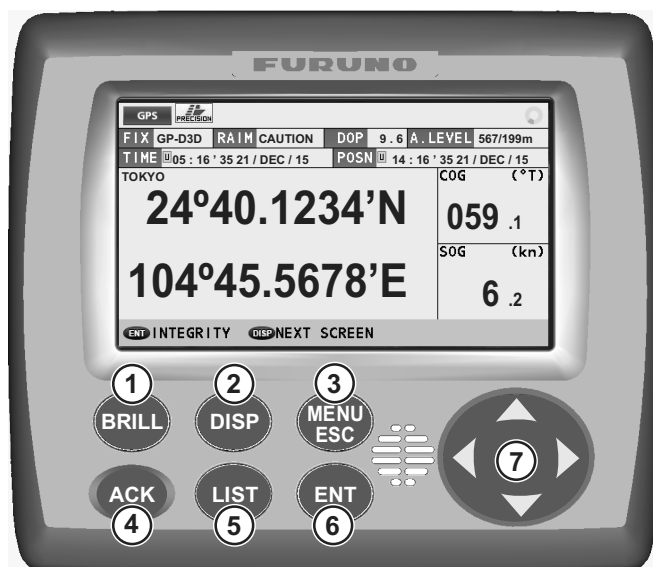 FURUNO
GPS PRECISION
FIX GP-D3D RAIM CAUTION DOP 9.6 A.LEVEL 567/199m
TIME U 05 : 16 ' 35 21 / DEC / 15 POSN U 14 : 16 ' 35 21 / DEC / 15
TOKYO
COG (°T)
24º40.1234’N
059 .1
SOG (kn)
104º45.5678’E
6 .2
ENT INTEGRITY DISP NEXT SCREEN
1 2 3
BRILL DISP MENU ESC
7
ACK LIST ENT
4 5 6